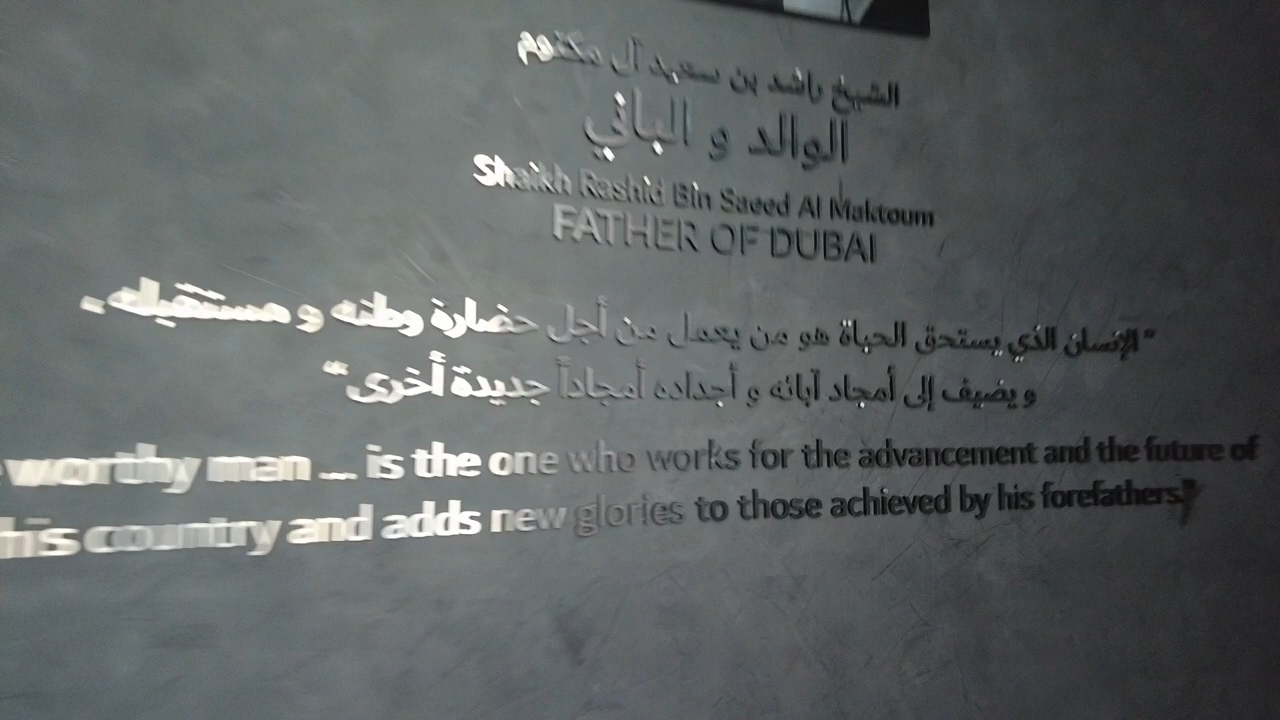 الشيخ راشد بن سعيد آل مكتوم
الوالد و الباني
Shaikh Rashid Bin Saeed Al Maktoum
FATHER OF DUBAI
"الإنسان الذي يستحق الحياة هو من يعمل من أجل حضارة وطنه و مستقبله ..
و يضيف إلى أمجاد آبائه و أجداده أمجاداً جديدة أخرى"
worthy man ... is the one who works for the advancement and the future of
his country and adds new glories to those achieved by his forefathers."